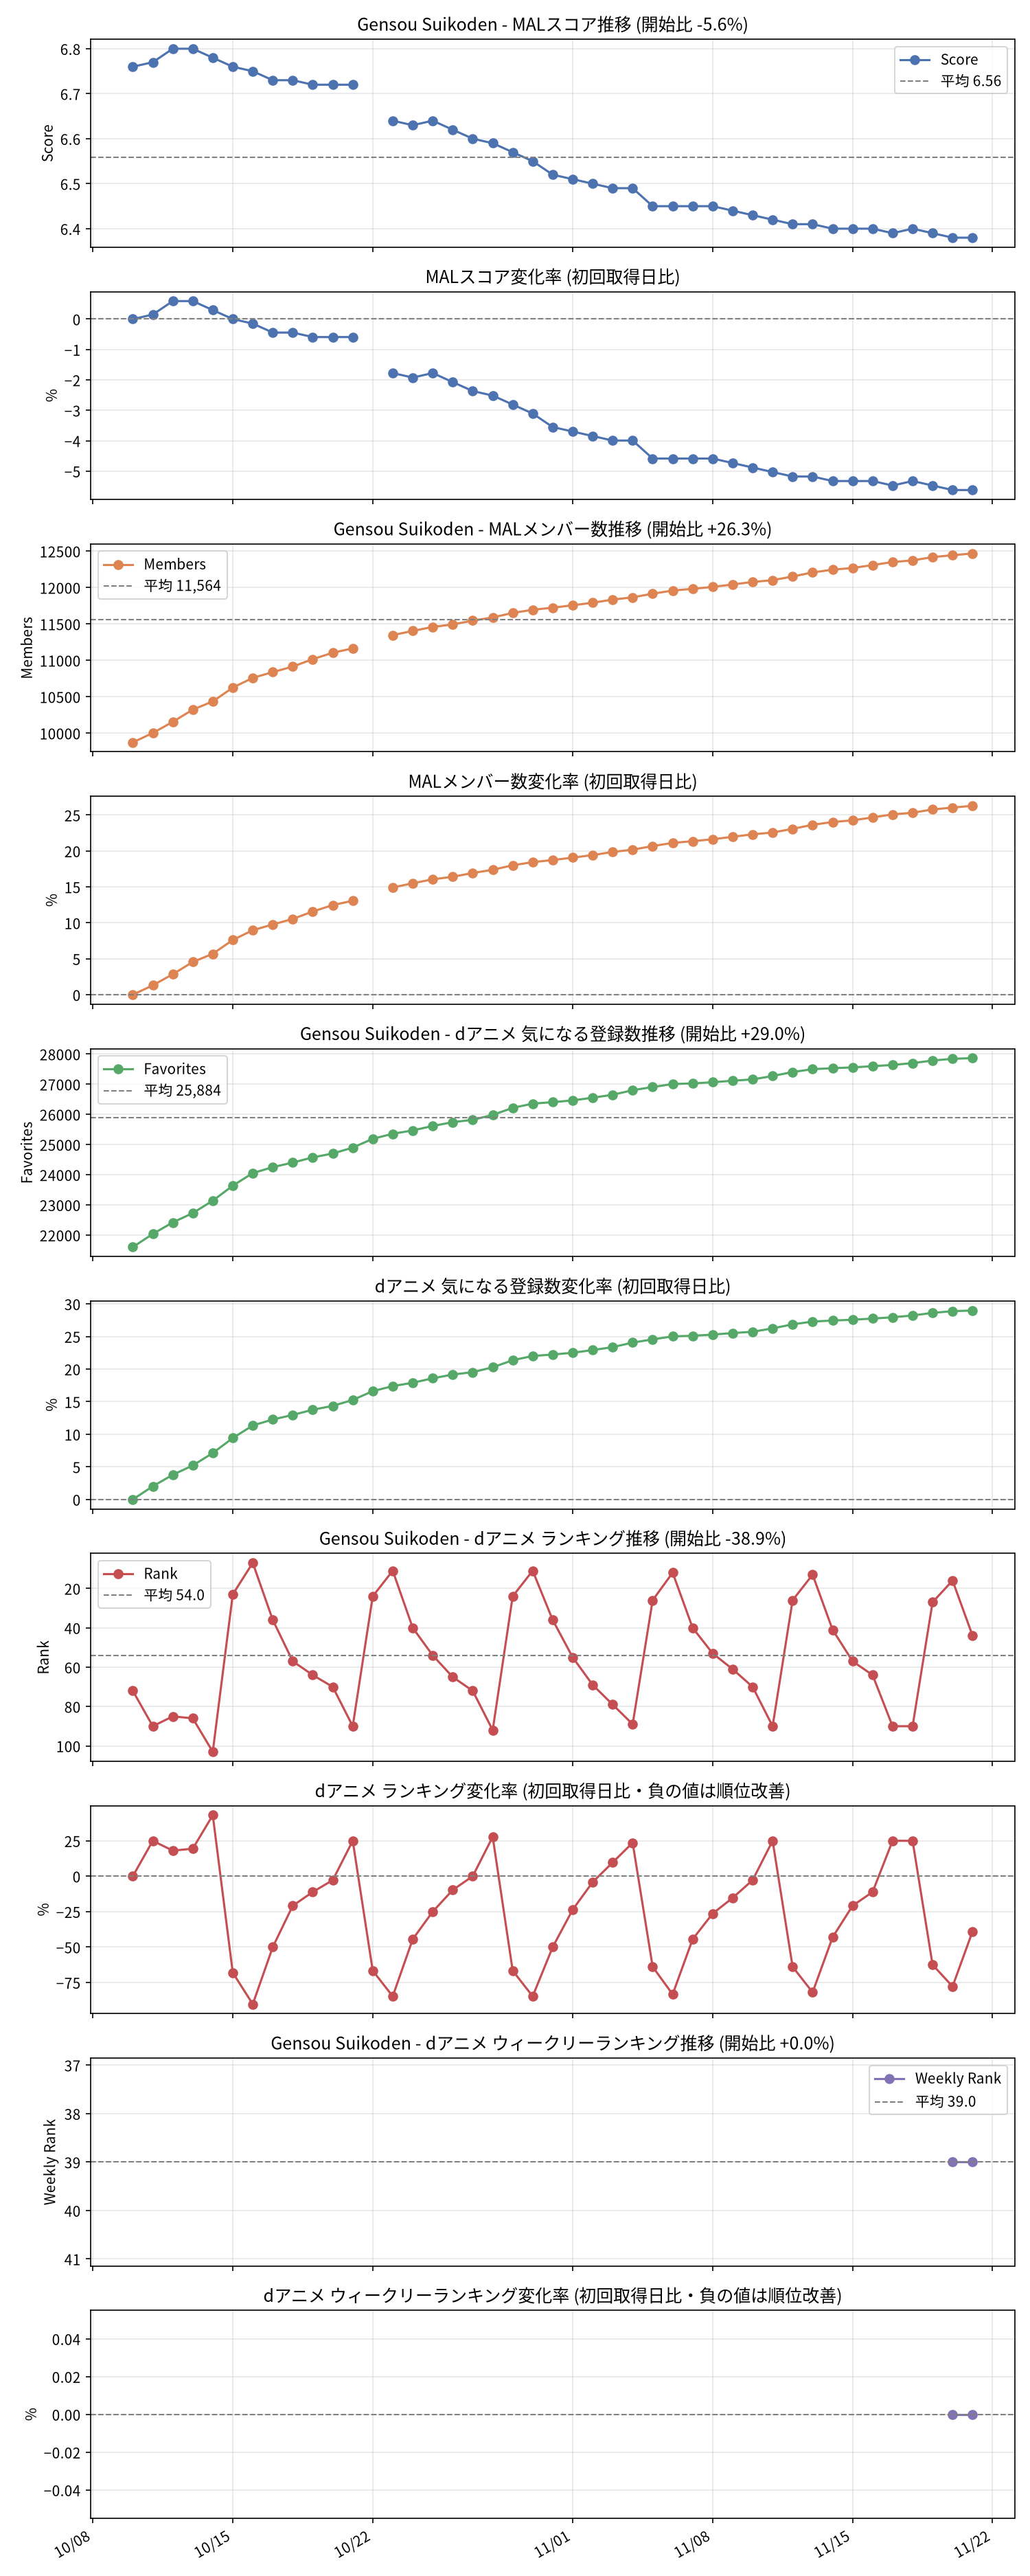 Gensou Suikoden - MALスコア推移 (開始比 -5.6%)
6.8
6.7
6.6
6.5
6.4
Score
Score
平均 6.56
MALスコア変化率 (初回取得日比)
0
−1
−2
−3
−4
−5
%
Gensou Suikoden - MALメンバー数推移 (開始比 +26.3%)
12500
12000
11500
11000
10500
10000
Members
Members
平均 11,564
MALメンバー数変化率 (初回取得日比)
25
20
15
10
5
0
%
Gensou Suikoden - dアニメ 気になる登録数推移 (開始比 +29.0%)
28000
27000
26000
25000
24000
23000
22000
Favorites
Favorites
平均 25,884
dアニメ 気になる登録数変化率 (初回取得日比)
30
25
20
15
10
5
0
%
Gensou Suikoden - dアニメ ランキング推移 (開始比 -38.9%)
20
40
60
80
100
Rank
Rank
平均 54.0
dアニメ ランキング変化率 (初回取得日比・負の値は順位改善)
25
0
−25
−50
−75
%
Gensou Suikoden - dアニメ ウィークリーランキング推移 (開始比 +0.0%)
37
38
39
40
41
Weekly Rank
Weekly Rank
平均 39.0
dアニメ ウィークリーランキング変化率 (初回取得日比・負の値は順位改善)
0.04
0.02
0.00
−0.02
−0.04
%
10/08
10/15
10/22
11/01
11/08
11/15
11/22